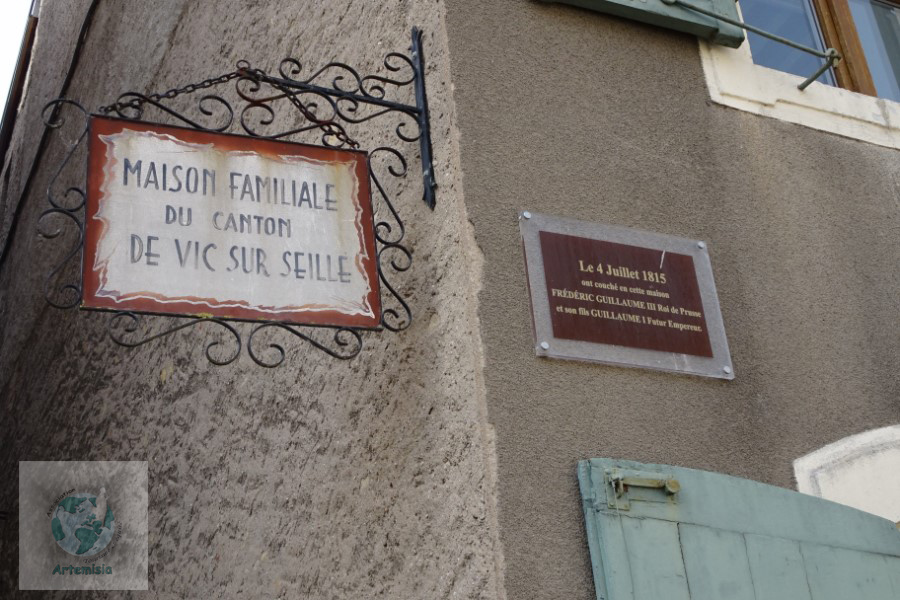 MAISON FAMILIALE
DU CANTON
DE VIC SUR SEILLE
Le 4 Juillet 1815
ont couché en cette maison
FRÉDÉRIC GUILLAUME III Roi de Prusse
et son fils GUILLAUME I Futur Empereur.
Artemisia